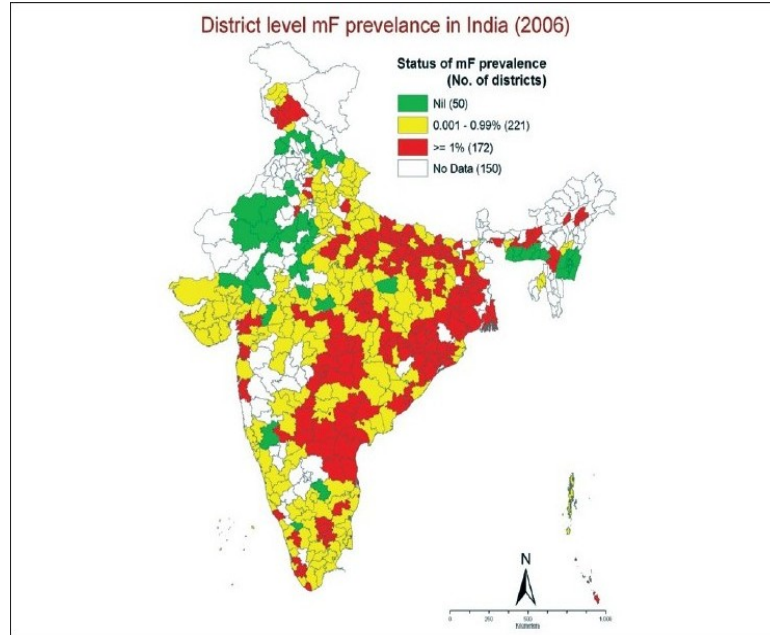 District level mF prevelance in India (2006)
Status of mF prevalence
(No. of districts)
Nil (50)
0.001 - 0.99% (221)
>= 1% (172)
No Data (150)
N
0 250 500 1,000